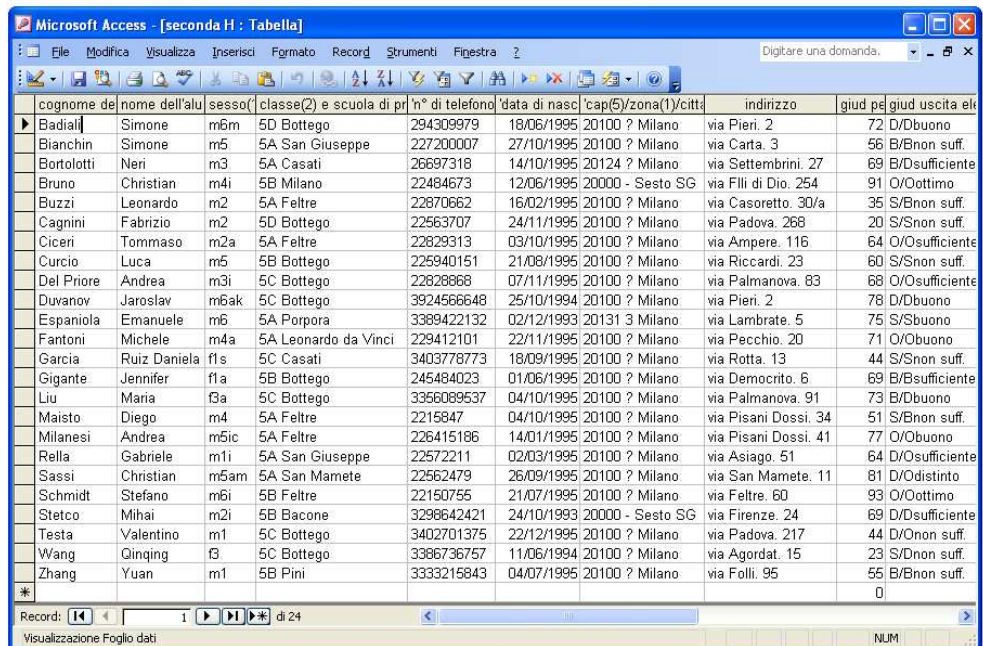 Microsoft Access - [seconda H : Tabella]
File Modifica Visualizza Inserisci Formato Record Strumenti Finestra ? Digitare una domanda.
cognome de nome dell'alu sesso(' classe(2) e scuola di pr 'n° di telefono 'data di nasc 'cap(5)/zona(1)/citta indirizzo giud pe giud uscita ele
Badiali Simone m6m 5D Bottego 294309979 18/06/1995 20100 ? Milano via Pieri. 2 72 D/Dbuono
Bianchin Simone m5 5A San Giuseppe 227200007 27/10/1995 20100 ? Milano via Carta. 3 56 B/Bnon suff.
Bortolotti Neri m3 5A Casati 26697318 14/10/1995 20124 ? Milano via Settembrini. 27 69 B/Dsufficiente
Bruno Christian m4i 5B Milano 22484673 12/06/1995 20000 - Sesto SG via Flli di Dio. 254 91 O/Oottimo
Buzzi Leonardo m2 5A Feltre 22870662 16/02/1995 20100 ? Milano via Casoretto. 30/a 35 S/Bnon suff.
Cagnini Fabrizio m2 5D Bottego 22563707 24/11/1995 20100 ? Milano via Padova. 268 20 S/Snon suff.
Ciceri Tommaso m2a 5A Feltre 22829313 03/10/1995 20100 ? Milano via Ampere. 116 64 O/Osufficiente
Curcio Luca m5 5B Bottego 225940151 21/08/1995 20100 ? Milano via Riccardi. 23 60 S/Snon suff.
Del Priore Andrea m3i 5C Bottego 22828868 07/11/1995 20100 ? Milano via Palmanova. 83 68 O/Osufficiente
Duvanov Jaroslav m6ak 5C Bottego 3924566648 25/10/1994 20100 ? Milano via Pieri. 2 78 D/Dbuono
Espaniola Emanuele m6 5A Porpora 3389422132 02/12/1993 20131 3 Milano via Lambrate. 5 75 S/Sbuono
Fantoni Michele m4a 5A Leonardo da Vinci 229412101 22/11/1995 20100 ? Milano via Pecchio. 20 71 O/Obuono
Garcia Ruiz Daniela f1s 5C Casati 3403778773 18/09/1995 20100 ? Milano via Rotta. 13 44 S/Snon suff.
Gigante Jennifer f1a 5B Bottego 245484023 01/06/1995 20100 ? Milano via Democrito. 6 69 B/Bsufficiente
Liu Maria f3a 5C Bottego 3356089537 04/10/1995 20100 ? Milano via Palmanova. 91 73 B/Dbuono
Maisto Diego m4 5A Feltre 2215847 04/10/1995 20100 ? Milano via Pisani Dossi. 34 51 S/Bnon suff.
Milanesi Andrea m5ic 5A Feltre 226415186 14/01/1995 20100 ? Milano via Pisani Dossi. 41 77 O/Obuono
Rella Gabriele m1i 5A San Giuseppe 22572211 02/03/1995 20100 ? Milano via Asiago. 51 64 D/Osufficiente
Sassi Christian m5am 5A San Mamete 22562479 26/09/1995 20100 ? Milano via San Mamete. 11 81 D/Odistinto
Schmidt Stefano m6i 5B Feltre 22150755 21/07/1995 20100 ? Milano via Feltre. 60 93 O/Oottimo
Stetco Mihai m2i 5B Bacone 3298642421 24/10/1993 20000 - Sesto SG via Firenze. 24 69 D/Dsufficiente
Testa Valentino m1 5C Bottego 3402701375 22/12/1995 20100 ? Milano via Padova. 217 44 D/Onon suff.
Wang Qinqing f3 5C Bottego 3386736757 11/06/1994 20100 ? Milano via Agordat. 15 23 S/Dnon suff.
Zhang Yuan m1 5B Pini 3333215843 04/07/1995 20100 ? Milano via Folli. 95 55 B/Bnon suff.
0
Record: 1 di 24
Visualizzazione Foglio dati NUM